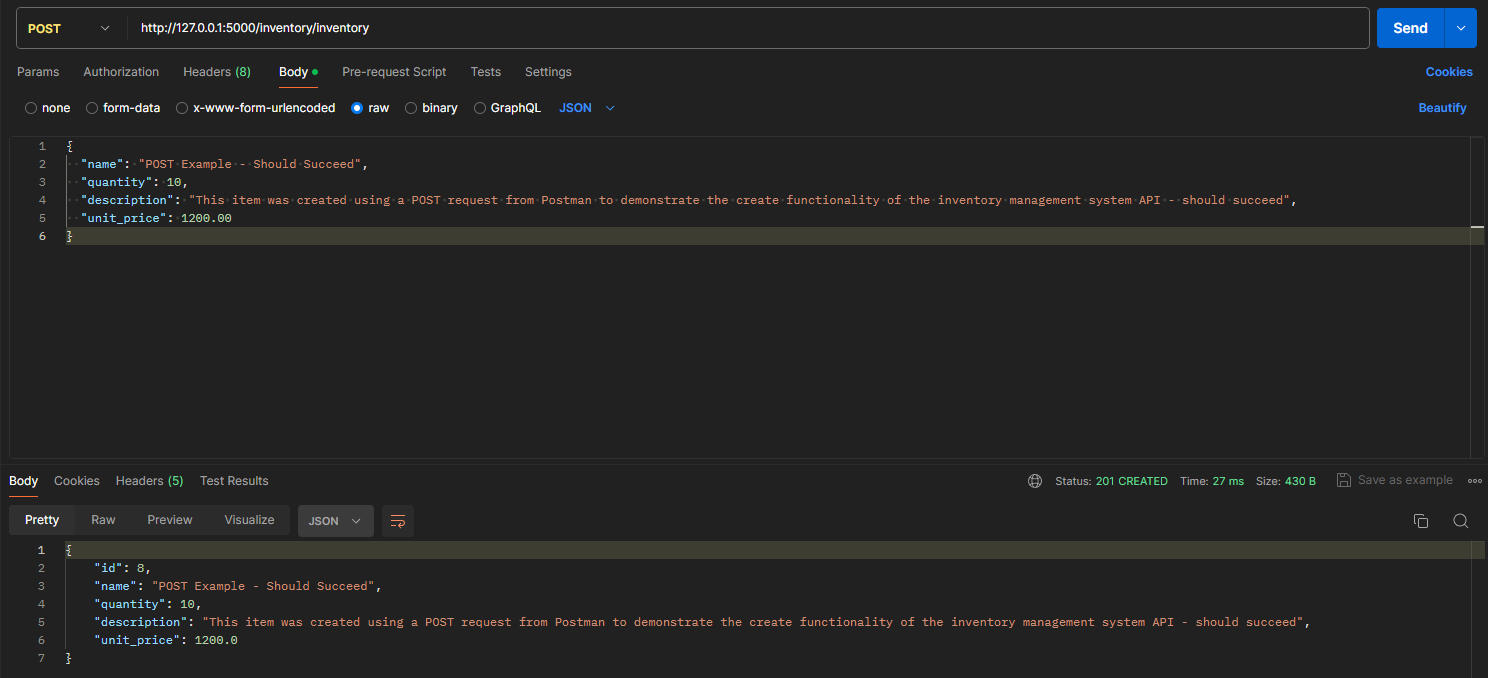 POST http://127.0.0.1:5000/inventory/inventory Send
Params Authorization Headers (8) Body Pre-request Script Tests Settings Cookies
none form-data x-www-form-urlencoded raw binary GraphQL JSON Beautify
1 {
2 "name": "POST Example - Should Succeed",
3 "quantity": 10,
4 "description": "This item was created using a POST request from Postman to demonstrate the create functionality of the inventory management system API - should succeed",
5 "unit_price": 1200.00
6 }
Body Cookies Headers (5) Test Results Status: 201 CREATED Time: 27 ms Size: 430 B Save as example
Pretty Raw Preview Visualize JSON
1 {
2 "id": 8,
3 "name": "POST Example - Should Succeed",
4 "quantity": 10,
5 "description": "This item was created using a POST request from Postman to demonstrate the create functionality of the inventory management system API - should succeed",
6 "unit_price": 1200.0
7 }